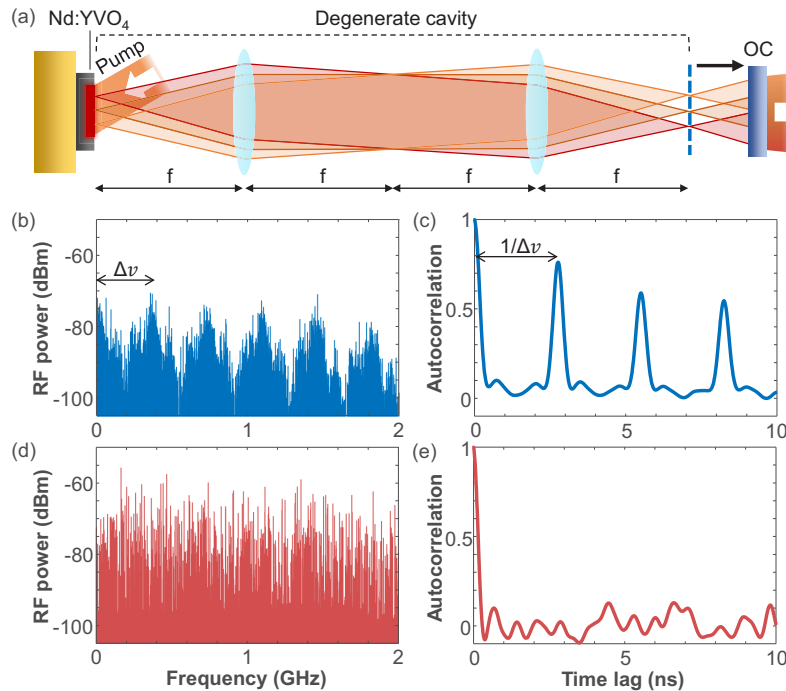 (a)
Nd:YVO₄
Degenerate cavity
Pump
OC
f f f f
(b)
RF power (dBm)
-60
-80
-100
Δν
0 1 2
(c)
Autocorrelation
1
0.5
0
1/Δν
0 5 10
(d)
RF power (dBm)
-60
-80
-100
0 1 2
Frequency (GHz)
(e)
Autocorrelation
1
0.5
0
0 5 10
Time lag (ns)